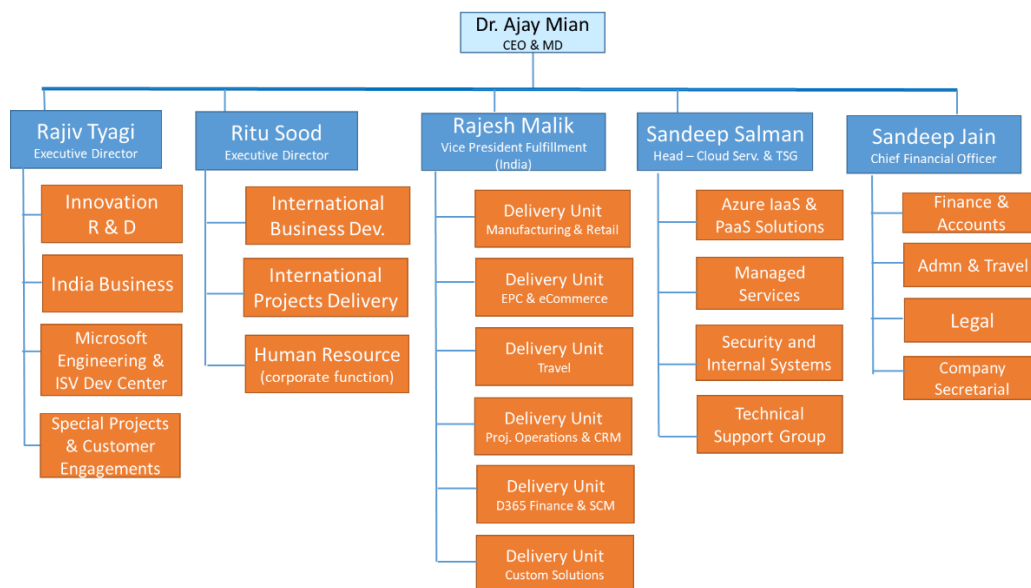 Dr. Ajay Mian
CEO & MD
Rajiv Tyagi
Executive Director
Innovation
R & D
India Business
Microsoft
Engineering &
ISV Dev Center
Special Projects
& Customer
Engagements
Ritu Sood
Executive Director
International
Business Dev.
International
Projects Delivery
Human Resource
(corporate function)
Rajesh Malik
Vice President Fulfillment
(India)
Delivery Unit
Manufacturing & Retail
Delivery Unit
EPC & eCommerce
Delivery Unit
Travel
Delivery Unit
Proj. Operations & CRM
Delivery Unit
D365 Finance & SCM
Delivery Unit
Custom Solutions
Sandeep Salman
Head – Cloud Serv. & TSG
Azure IaaS &
PaaS Solutions
Managed
Services
Security and
Internal Systems
Technical
Support Group
Sandeep Jain
Chief Financial Officer
Finance &
Accounts
Admn & Travel
Legal
Company
Secretarial